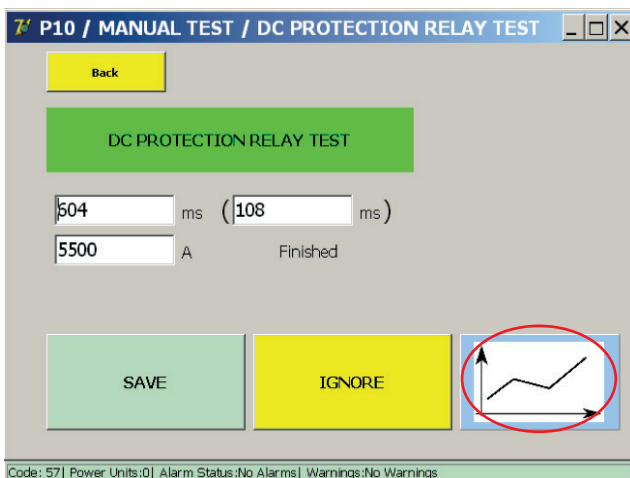 P10 / MANUAL TEST / DC PROTECTION RELAY TEST
Back
DC PROTECTION RELAY TEST
604 ms (108 ms)
5500 A Finished
SAVE IGNORE
Code: 57| Power Units:0| Alarm Status:No Alarms| Warnings:No Warnings